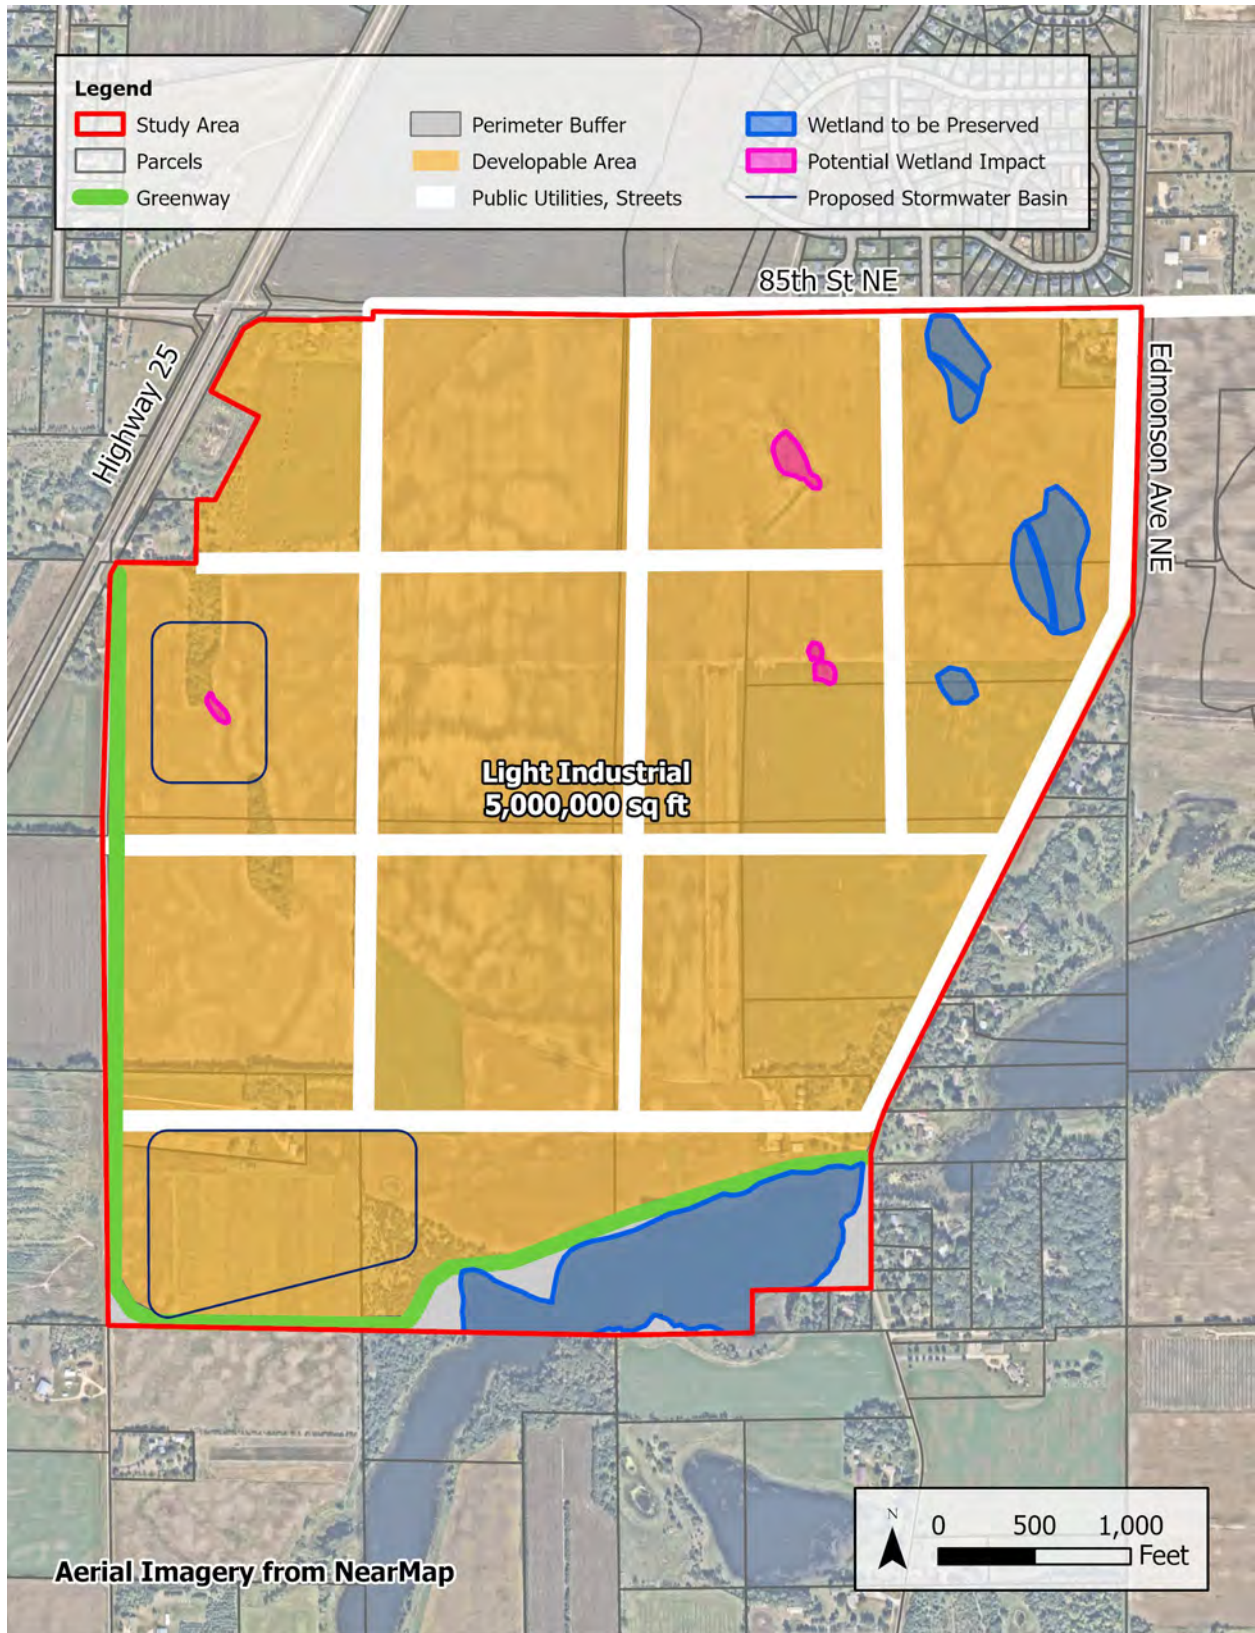 Legend
Study Area
Parcels
Greenway
Perimeter Buffer
Developable Area
Public Utilities, Streets
Wetland to be Preserved
Potential Wetland Impact
Proposed Stormwater Basin
85th St NE
Highway 25
Edmonson Ave NE
Light Industrial
5,000,000 sq ft
N
0 500 1,000
Feet
Aerial Imagery from NearMap